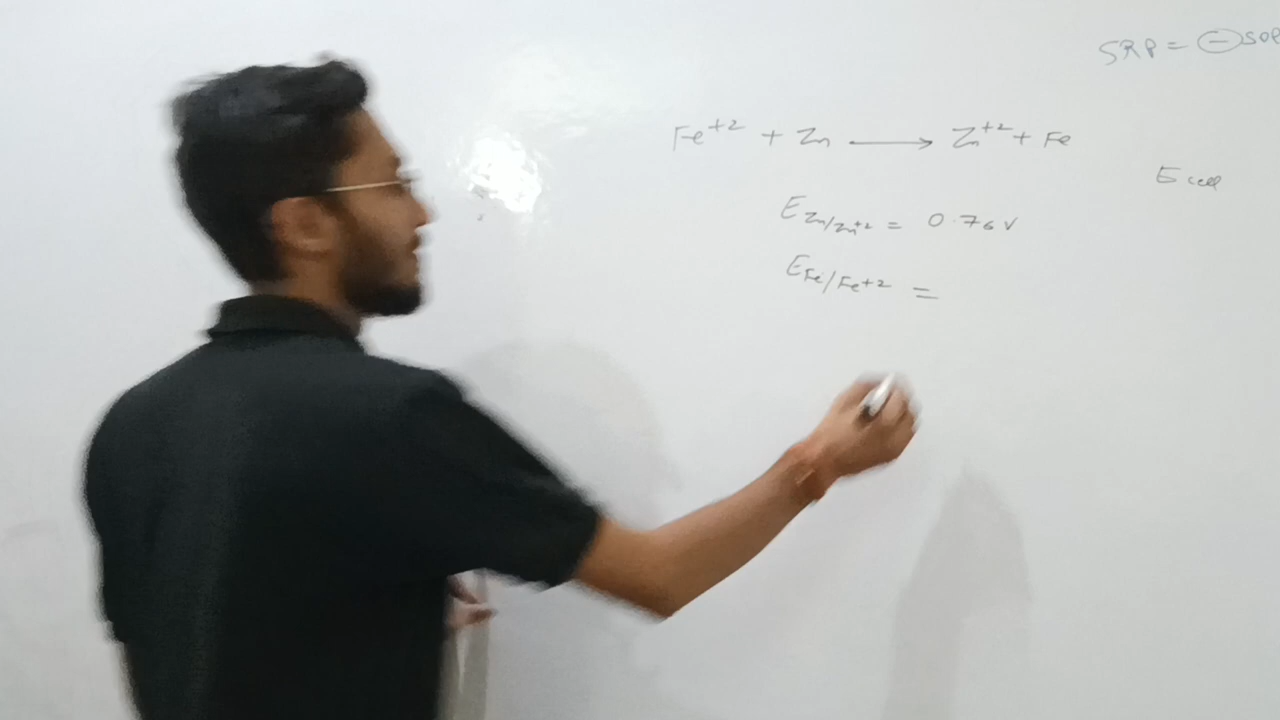 SRP = ⊖ SOP
Fe⁺² + Zn ⟶ Zn⁺² + Fe
E cell
E Zn/Zn⁺² = 0.76 V
E Fe/Fe⁺² =